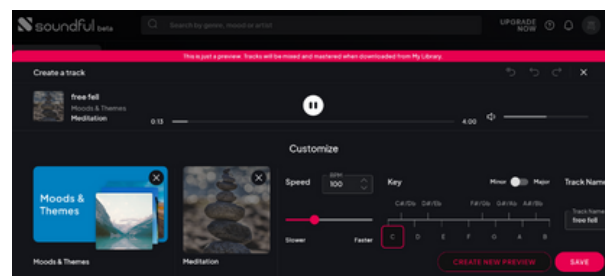 soundful beta
Search by genre, mood or artist
UPGRADE NOW
This is just a preview. Tracks will be mixed and mastered when downloaded from My Library.
Create a track
free fell
Moods & Themes
Meditation
0:13
4:00
Customize
Moods & Themes
Moods & Themes
Meditation
Speed
BPM
100
Slower
Faster
Key
Minor
Major
C#/Db D#/Eb F#/Gb G#/Ab A#/Bb
C D E F G A B
Track Name
Track Name
free fell
CREATE NEW PREVIEW
SAVE